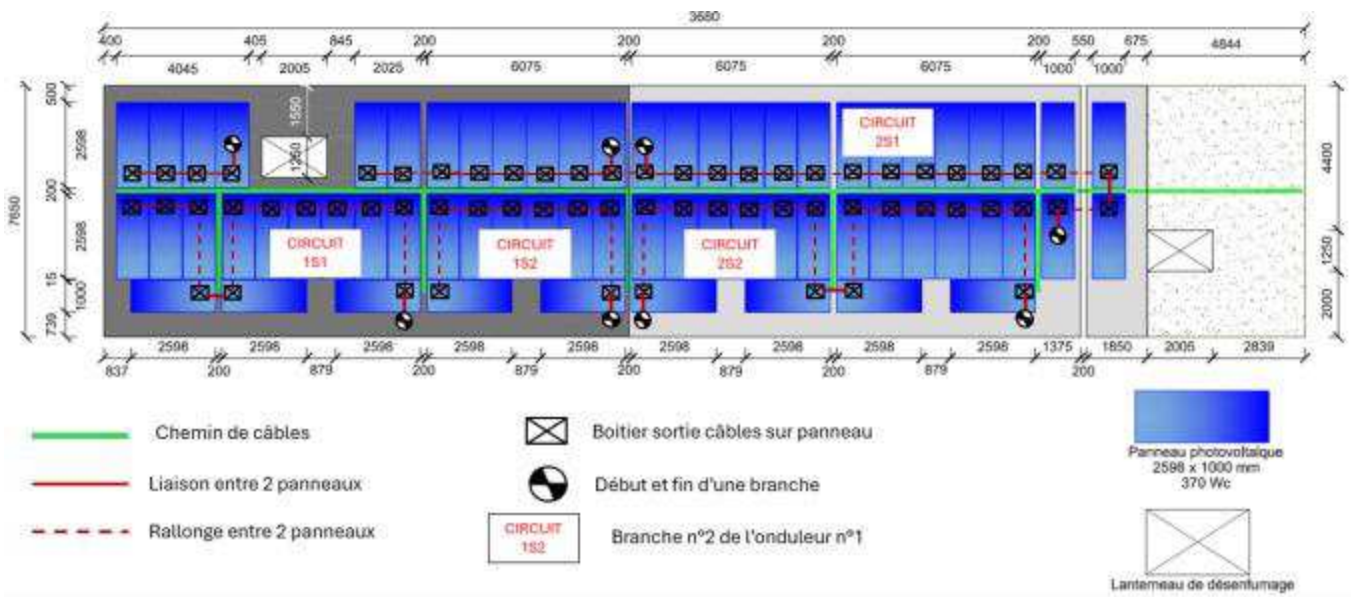 3680
400 405 845 200 200 200 200 550 675 4844
4045 2005 2025 6075 6075 6075 1000 1000
500
2598
200
2598
15
1000
739
7650
1550
1250
4400
1250
2000
CIRCUIT
2S1
CIRCUIT
1S1
CIRCUIT
1S2
CIRCUIT
2S2
2598 2598 2598 2598 2598 2598 2598 2598 2598 1375 1850 2005 2839
837 200 879 200 879 200 879 200 879 200
Chemin de câbles
Liaison entre 2 panneaux
Rallonge entre 2 panneaux
Boitier sortie câbles sur panneau
Début et fin d'une branche
CIRCUIT
1S2
Branche n°2 de l'onduleur n°1
Panneau photovoltaïque
2598 x 1000 mm
370 Wc
Lanterneau de désenfumage